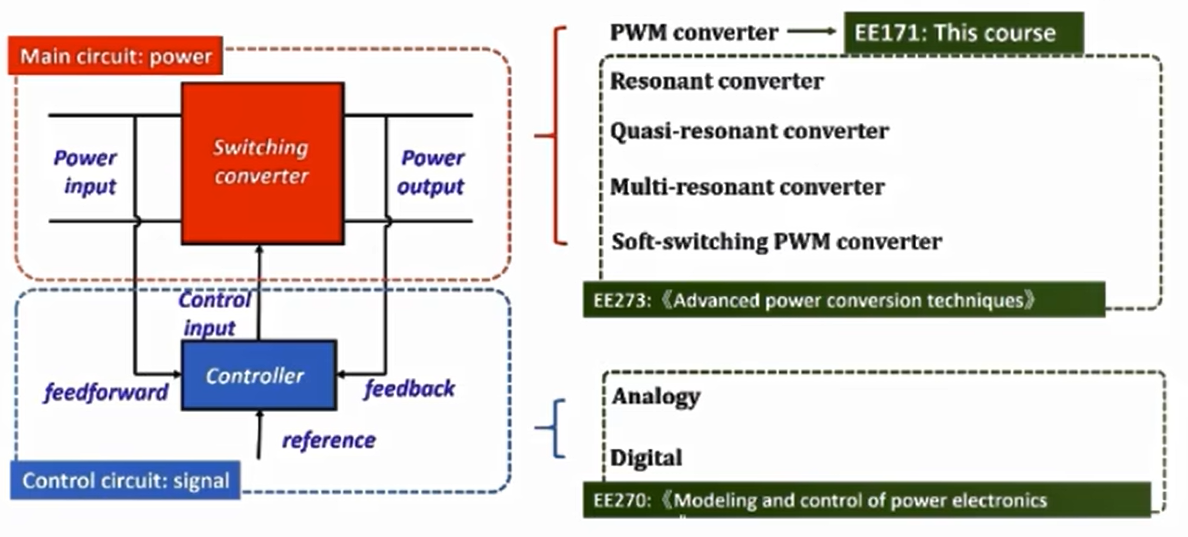 Main circuit: power
Switching
converter
Power
input
Power
output
Control
input
Controller
feedforward
feedback
reference
Control circuit: signal
PWM converter
EE171: This course
Resonant converter
Quasi-resonant converter
Multi-resonant converter
Soft-switching PWM converter
EE273:《Advanced power conversion techniques》
Analogy
Digital
EE270:《Modeling and control of power electronics